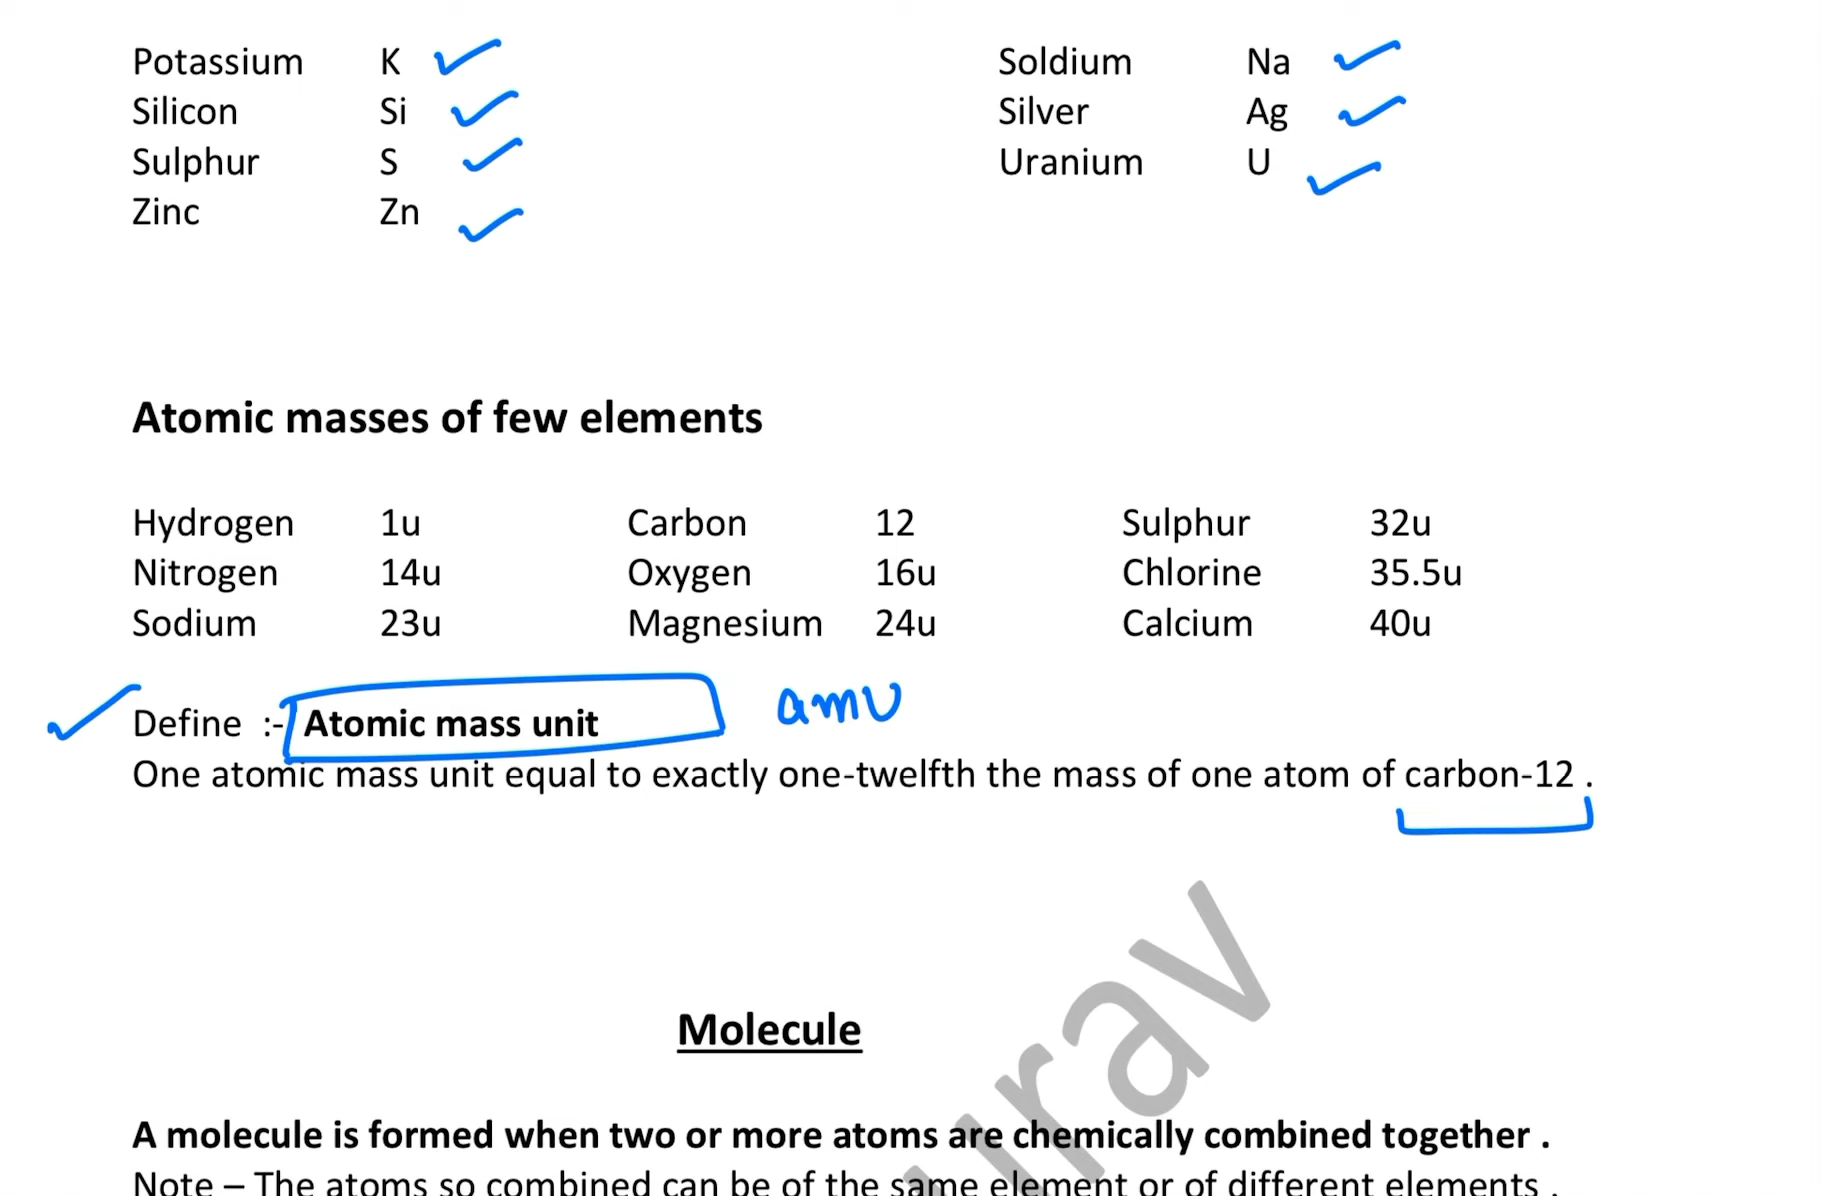 Potassium K Soldium Na
Silicon Si Silver Ag
Sulphur S Uranium U
Zinc Zn
Atomic masses of few elements
Hydrogen 1u Carbon 12 Sulphur 32u
Nitrogen 14u Oxygen 16u Chlorine 35.5u
Sodium 23u Magnesium 24u Calcium 40u
Define :- Atomic mass unit amu
One atomic mass unit equal to exactly one-twelfth the mass of one atom of carbon-12 .
Molecule
A molecule is formed when two or more atoms are chemically combined together .
Note – The atoms so combined can be of the same element or of different elements .